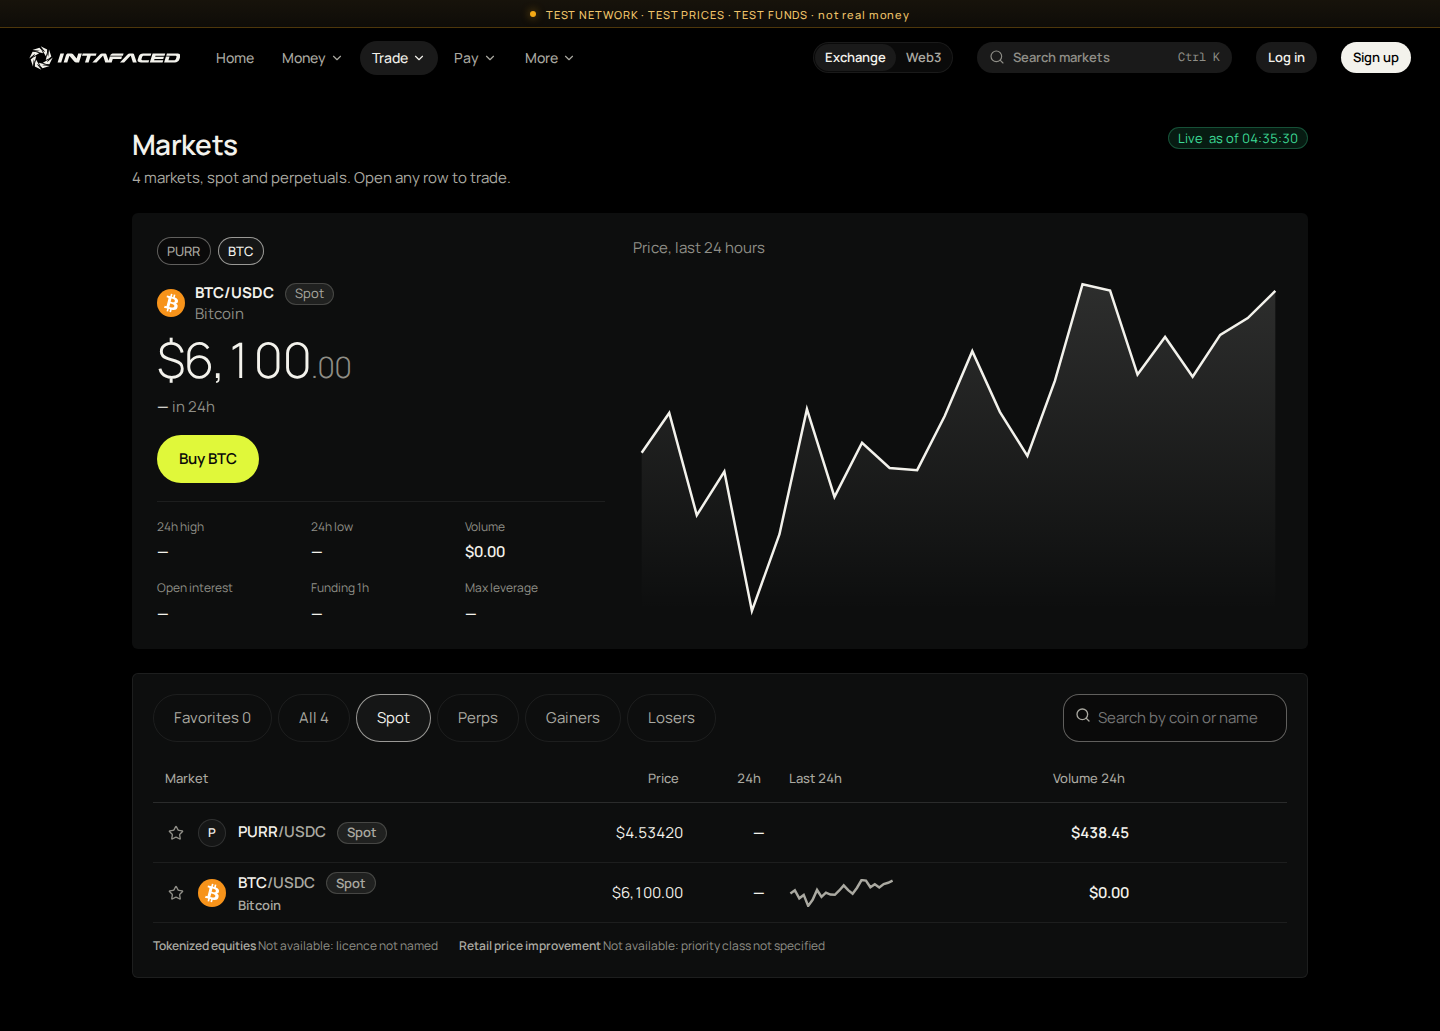 TEST NETWORK · TEST PRICES · TEST FUNDS · not real money
INTAFACED
Home Money Trade Pay More
Exchange Web3
Search markets Ctrl K
Log in
Sign up
Markets
Live as of 04:35:30
4 markets, spot and perpetuals. Open any row to trade.
PURR BTC
Price, last 24 hours
BTC/USDC Spot
Bitcoin
$6,100.00
— in 24h
Buy BTC
24h high 24h low Volume
— — $0.00
Open interest Funding 1h Max leverage
— — —
Favorites 0 All 4 Spot Perps Gainers Losers
Search by coin or name
Market Price 24h Last 24h Volume 24h
P PURR/USDC Spot $4.53420 — $438.45
BTC/USDC Spot
Bitcoin
$6,100.00 — $0.00
Tokenized equities Not available: licence not named Retail price improvement Not available: priority class not specified